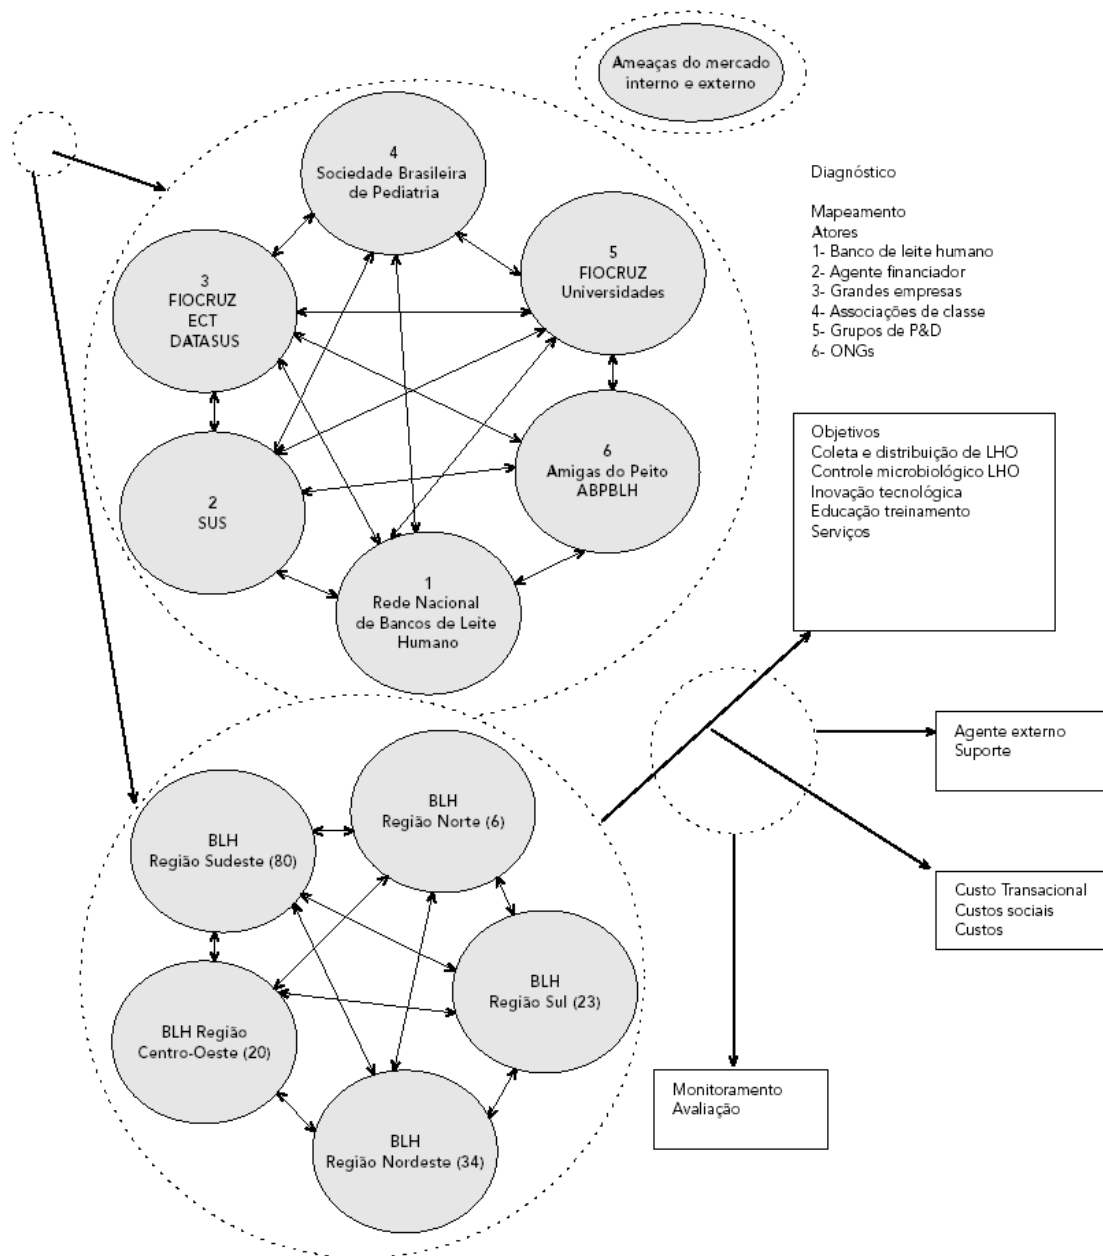 Ameaças do mercado
interno e externo
4
Sociedade Brasileira
de Pediatria
5
FIOCRUZ
Universidades
3
FIOCRUZ
ECT
DATASUS
6
Amigas do Peito
ABPBLH
2
SUS
1
Rede Nacional
de Bancos de Leite
Humano
Diagnóstico
Mapeamento
Atores
1- Banco de leite humano
2- Agente financiador
3- Grandes empresas
4- Associações de classe
5- Grupos de P&D
6- ONGs
Objetivos
Coleta e distribuição de LHO
Controle microbiológico LHO
Inovação tecnológica
Educação treinamento
Serviços
Agente externo
Suporte
Custo Transacional
Custos sociais
Custos
Monitoramento
Avaliação
BLH
Região Norte (6)
BLH
Região Sudeste (80)
BLH
Região Sul (23)
BLH Região
Centro-Oeste (20)
BLH
Região Nordeste (34)